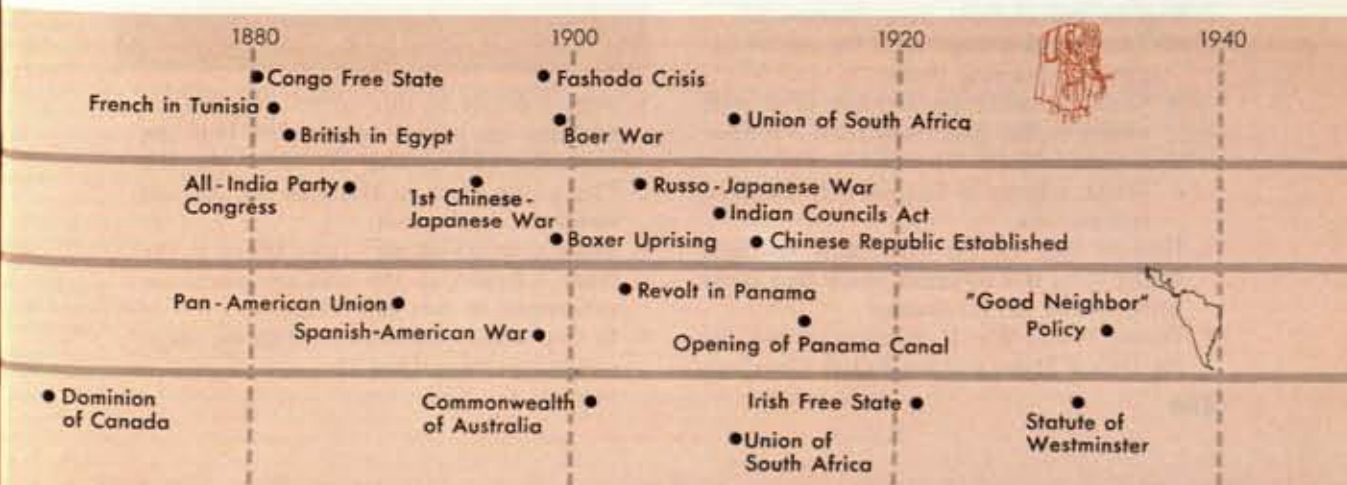 1880 1900 1920 1940
Congo Free State
Fashoda Crisis
French in Tunisia
Union of South Africa
British in Egypt
Boer War
All-India Party
Congress
1st Chinese-
Japanese War
Russo-Japanese War
Indian Councils Act
Boxer Uprising
Chinese Republic Established
Pan-American Union
Revolt in Panama
"Good Neighbor"
Policy
Spanish-American War
Opening of Panama Canal
Dominion
of Canada
Commonwealth
of Australia
Irish Free State
Statute of
Westminster
Union of
South Africa